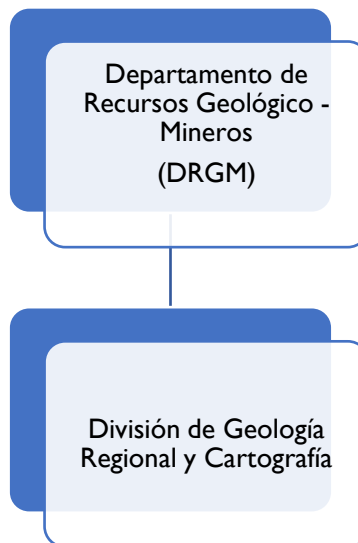 Departamento de
Recursos Geológico -
Mineros
(DRGM)
División de Geología
Regional y Cartografía